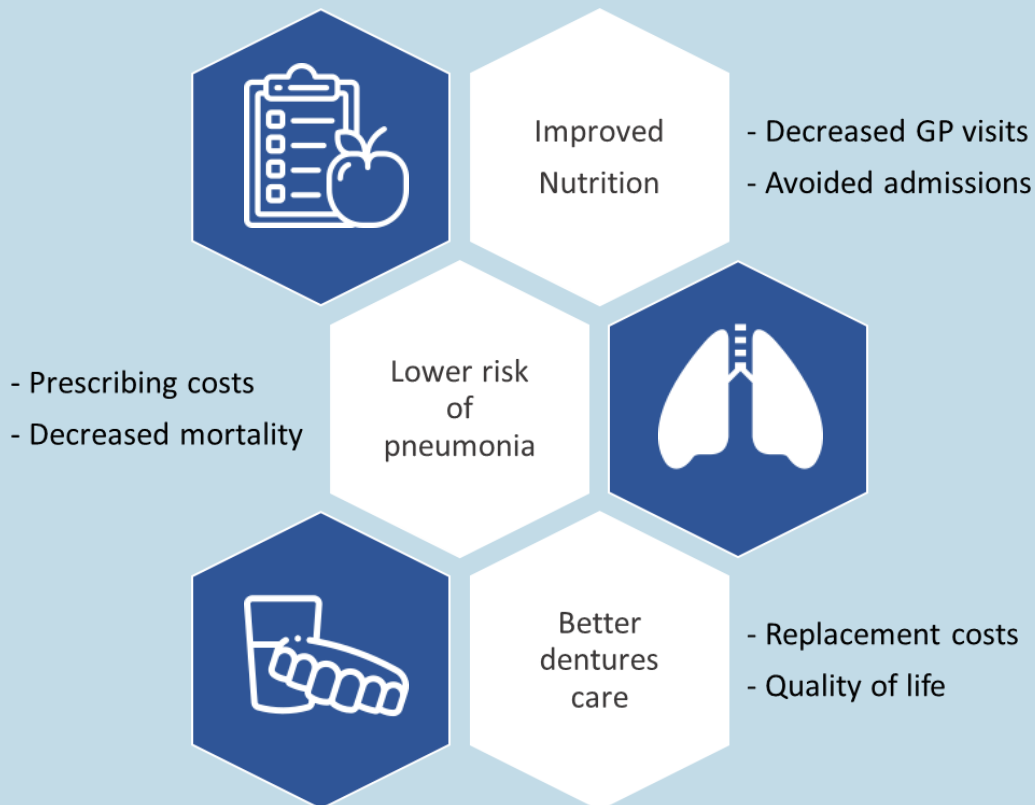 Improved
Nutrition
- Decreased GP visits
- Avoided admissions
- Prescribing costs
- Decreased mortality
Lower risk
of
pneumonia
Better
dentures
care
- Replacement costs
- Quality of life